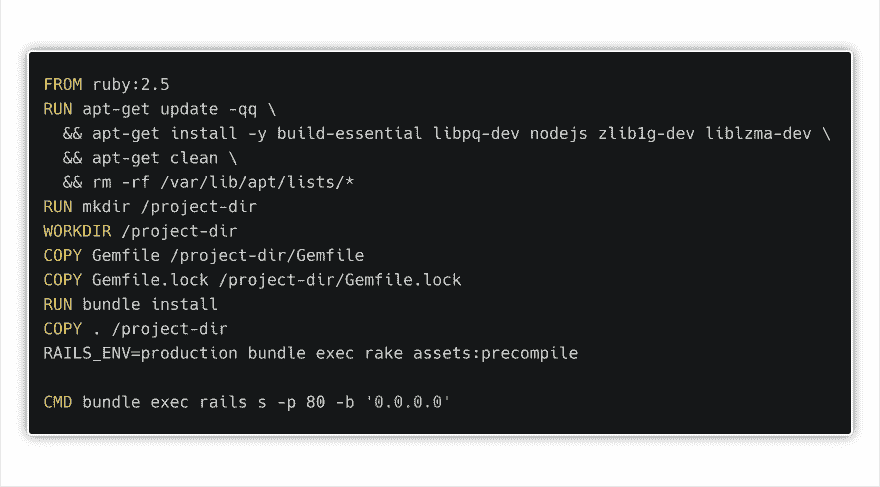 FROM ruby:2.5
RUN apt-get update -qq \
  && apt-get install -y build-essential libpq-dev nodejs zlib1g-dev liblzma-dev \
  && apt-get clean \
  && rm -rf /var/lib/apt/lists/*
RUN mkdir /project-dir
WORKDIR /project-dir
COPY Gemfile /project-dir/Gemfile
COPY Gemfile.lock /project-dir/Gemfile.lock
RUN bundle install
COPY . /project-dir
RAILS_ENV=production bundle exec rake assets:precompile

CMD bundle exec rails s -p 80 -b '0.0.0.0'